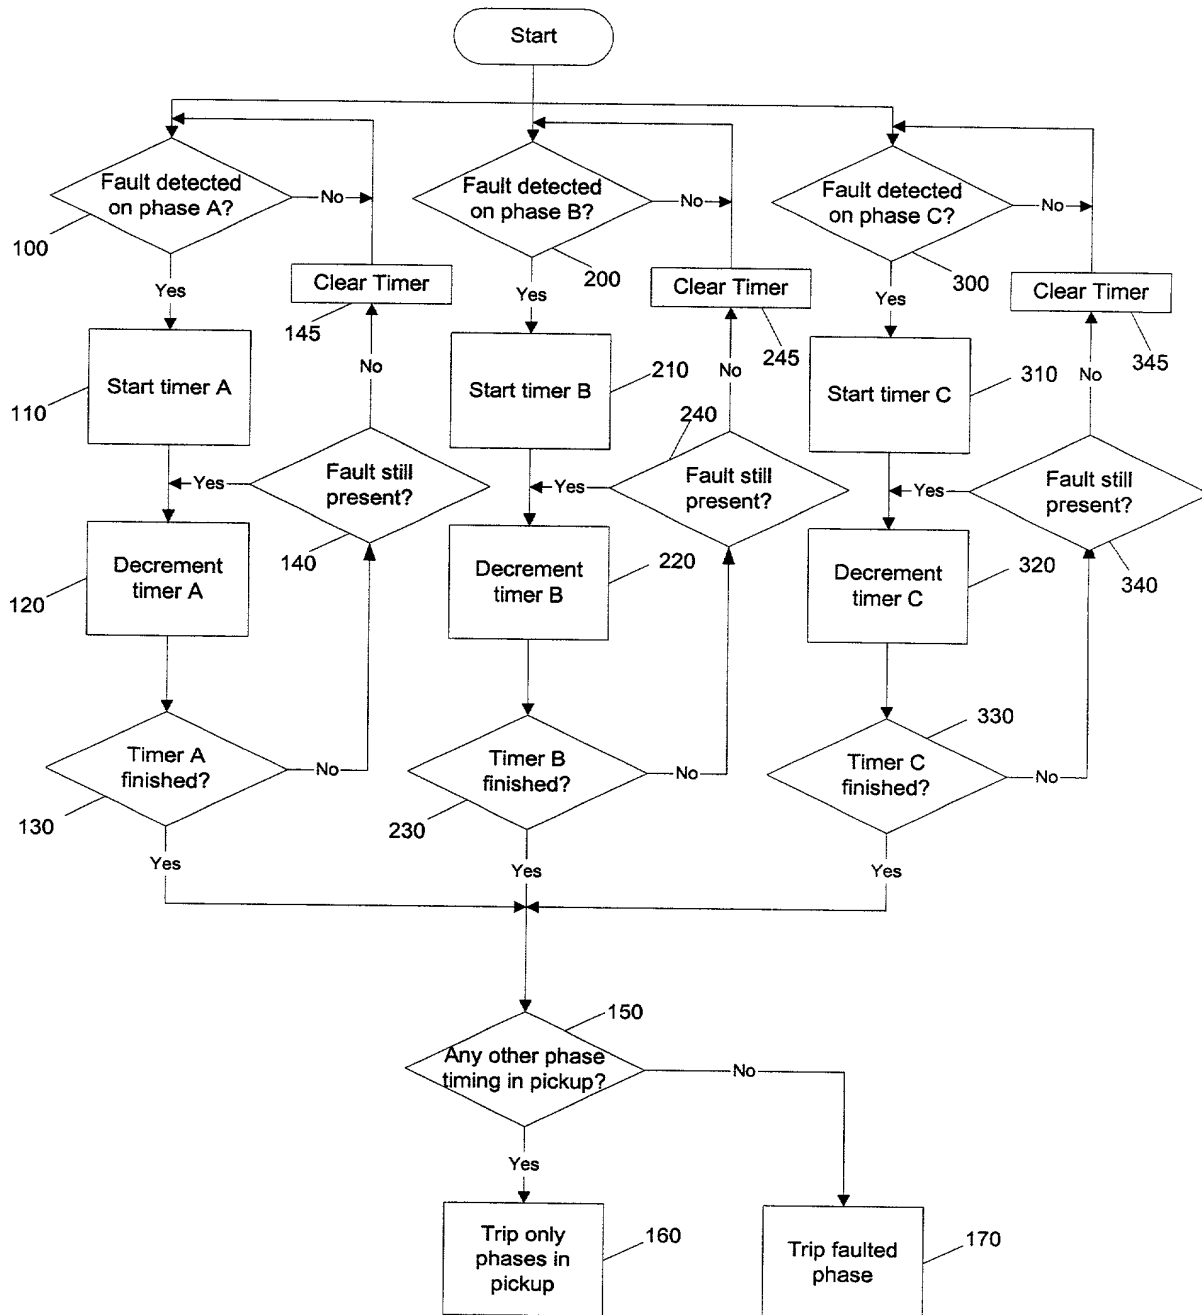 Start
Fault detected
on phase A?
No
100
Yes
Clear Timer
145
Start timer A
110
No
Fault still
present?
Yes
140
Decrement
timer A
120
Timer A
finished?
No
130
Yes
Fault detected
on phase B?
No
200
Yes
Clear Timer
245
Start timer B
210
No
240
Fault still
present?
Yes
Decrement
timer B
220
Timer B
finished?
No
230
Yes
Fault detected
on phase C?
No
300
Yes
Clear Timer
345
Start timer C
310
No
Fault still
present?
Yes
340
Decrement
timer C
320
330
Timer C
finished?
No
Yes
150
Any other phase
timing in pickup?
No
Yes
Trip only
phases in
pickup
160
Trip faulted
phase
170